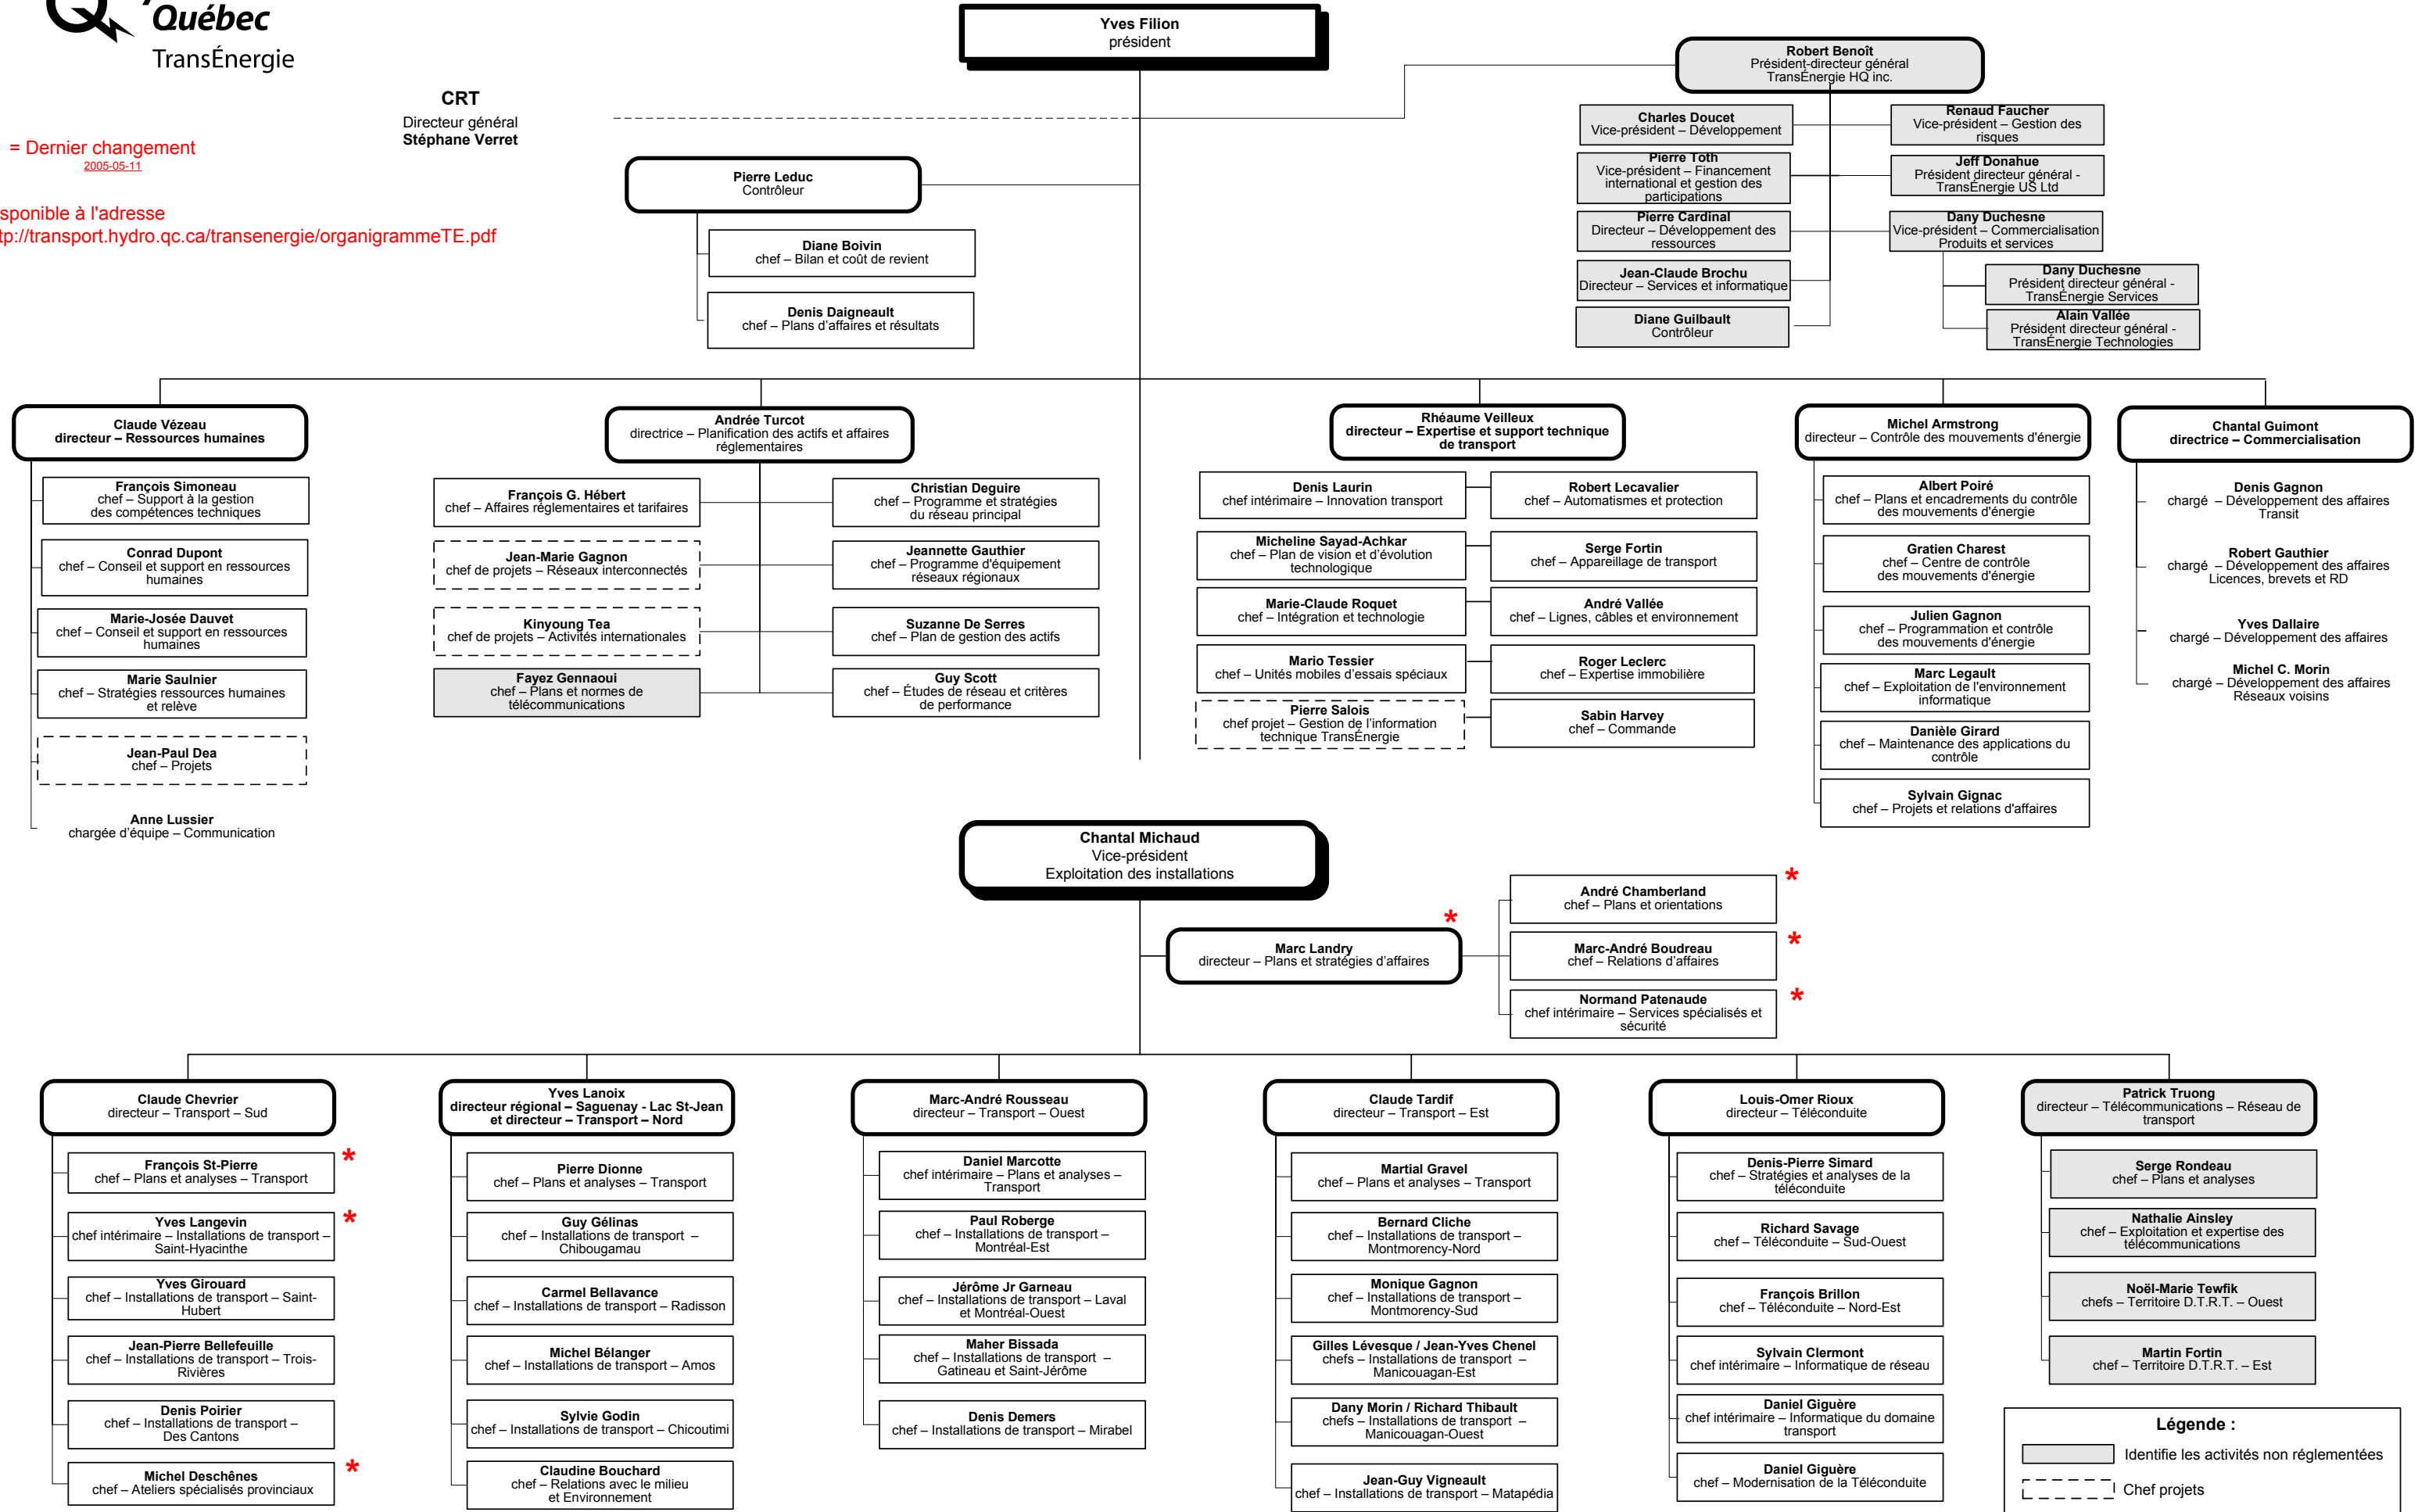 Québec
TransÉnergie
Yves Filion
président
Robert Benoît
Président-directeur général
TransÉnergie HQ inc.
CRT
Directeur général
Stéphane Verret
= Dernier changement
2005-05-11
sponible à l'adresse
tp://transport.hydro.qc.ca/transenergie/organigrammeTE.pdf
Pierre Leduc
Contrôleur
Diane Boivin
chef – Bilan et coût de revient
Denis Daigneault
chef – Plans d'affaires et résultats
Charles Doucet
Vice-président – Développement
Renaud Faucher
Vice-président – Gestion des
risques
Pierre Toth
Vice-président – Financement
international et gestion des
participations
Jeff Donahue
Président directeur général -
TransÉnergie US Ltd
Pierre Cardinal
Directeur – Développement des
ressources
Dany Duchesne
Vice-président – Commercialisation
Produits et services
Jean-Claude Brochu
Directeur – Services et informatique
Dany Duchesne
Président directeur général -
TransÉnergie Services
Diane Guilbault
Contrôleur
Alain Vallée
Président directeur général -
TransÉnergie Technologies
Claude Vézeau
directeur – Ressources humaines
François Simoneau
chef – Support à la gestion
des compétences techniques
Conrad Dupont
chef – Conseil et support en ressources
humaines
Marie-Josée Dauvet
chef – Conseil et support en ressources
humaines
Marie Saulnier
chef – Stratégies ressources humaines
et relève
Jean-Paul Dea
chef – Projets
Anne Lussier
chargée d'équipe – Communication
Andrée Turcot
directrice – Planification des actifs et affaires
réglementaires
François G. Hébert
chef – Affaires réglementaires et tarifaires
Christian Deguire
chef – Programme et stratégies
du réseau principal
Jean-Marie Gagnon
chef de projets – Réseaux interconnectés
Jeannette Gauthier
chef – Programme d'équipement
réseaux régionaux
Kinyoung Tea
chef de projets – Activités internationales
Suzanne De Serres
chef – Plan de gestion des actifs
Fayez Gennaoui
chef – Plans et normes de
télécommunications
Guy Scott
chef – Études de réseau et critères
de performance
Rhéaume Veilleux
directeur – Expertise et support technique
de transport
Denis Laurin
chef intérimaire – Innovation transport
Robert Lecavalier
chef – Automatismes et protection
Micheline Sayad-Achkar
chef – Plan de vision et d'évolution
technologique
Serge Fortin
chef – Appareillage de transport
Marie-Claude Roquet
chef – Intégration et technologie
André Vallée
chef – Lignes, câbles et environnement
Mario Tessier
chef – Unités mobiles d'essais spéciaux
Roger Leclerc
chef – Expertise immobilière
Pierre Salois
chef projet – Gestion de l'information
technique TransÉnergie
Sabin Harvey
chef – Commande
Michel Armstrong
directeur – Contrôle des mouvements d'énergie
Albert Poiré
chef – Plans et encadrements du contrôle
des mouvements d'énergie
Gratien Charest
chef – Centre de contrôle
des mouvements d'énergie
Julien Gagnon
chef – Programmation et contrôle
des mouvements d'énergie
Marc Legault
chef – Exploitation de l'environnement
informatique
Danièle Girard
chef – Maintenance des applications du
contrôle
Sylvain Gignac
chef – Projets et relations d'affaires
Chantal Guimont
directrice – Commercialisation
Denis Gagnon
chargé – Développement des affaires
Transit
Robert Gauthier
chargé – Développement des affaires
Licences, brevets et RD
Yves Dallaire
chargé – Développement des affaires
Michel C. Morin
chargé – Développement des affaires
Réseaux voisins
Chantal Michaud
Vice-président
Exploitation des installations
Marc Landry *
directeur – Plans et stratégies d'affaires
André Chamberland *
chef – Plans et orientations
Marc-André Boudreau *
chef – Relations d'affaires
Normand Patenaude *
chef intérimaire – Services spécialisés et
sécurité
Claude Chevrier
directeur – Transport – Sud
François St-Pierre *
chef – Plans et analyses – Transport
Yves Langevin *
chef intérimaire – Installations de transport –
Saint-Hyacinthe
Yves Girouard
chef – Installations de transport – Saint-
Hubert
Jean-Pierre Bellefeuille
chef – Installations de transport – Trois-
Rivières
Denis Poirier
chef – Installations de transport –
Des Cantons
Michel Deschênes *
chef – Ateliers spécialisés provinciaux
Yves Lanoix
directeur régional – Saguenay - Lac St-Jean
et directeur – Transport – Nord
Pierre Dionne
chef – Plans et analyses – Transport
Guy Gélinas
chef – Installations de transport –
Chibougamau
Carmel Bellavance
chef – Installations de transport – Radisson
Michel Bélanger
chef – Installations de transport – Amos
Sylvie Godin
chef – Installations de transport – Chicoutimi
Claudine Bouchard
chef – Relations avec le milieu
et Environnement
Marc-André Rousseau
directeur – Transport – Ouest
Daniel Marcotte
chef intérimaire – Plans et analyses –
Transport
Paul Roberge
chef – Installations de transport –
Montréal-Est
Jérôme Jr Garneau
chef – Installations de transport – Laval
et Montréal-Ouest
Maher Bissada
chef – Installations de transport –
Gatineau et Saint-Jérôme
Denis Demers
chef – Installations de transport – Mirabel
Claude Tardif
directeur – Transport – Est
Martial Gravel
chef – Plans et analyses – Transport
Bernard Cliche
chef – Installations de transport –
Montmorency-Nord
Monique Gagnon
chef – Installations de transport –
Montmorency-Sud
Gilles Lévesque / Jean-Yves Chenel
chefs – Installations de transport –
Manicouagan-Est
Dany Morin / Richard Thibault
chefs – Installations de transport –
Manicouagan-Ouest
Jean-Guy Vigneault
chef – Installations de transport – Matapédia
Louis-Omer Rioux
directeur – Téléconduite
Denis-Pierre Simard
chef – Stratégies et analyses de la
téléconduite
Richard Savage
chef – Téléconduite – Sud-Ouest
François Brillon
chef – Téléconduite – Nord-Est
Sylvain Clermont
chef intérimaire – Informatique de réseau
Daniel Giguère
chef intérimaire – Informatique du domaine
transport
Daniel Giguère
chef – Modernisation de la Téléconduite
Patrick Truong
directeur – Télécommunications – Réseau de
transport
Serge Rondeau
chef – Plans et analyses
Nathalie Ainsley
chef – Exploitation et expertise des
télécommunications
Noël-Marie Tewfik
chefs – Territoire D.T.R.T. – Ouest
Martin Fortin
chef – Territoire D.T.R.T. – Est
Légende :
Identifie les activités non réglementées
Chef projets